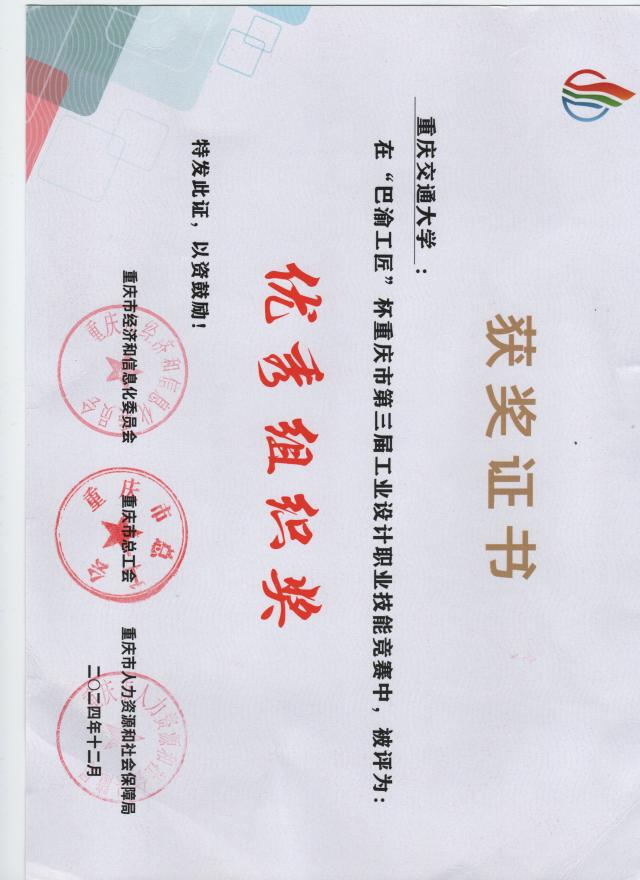 获奖证书
重庆交通大学：
在“巴渝工匠”杯重庆市第三届工业设计职业技能竞赛中，被评为：
优秀组织奖
特发此证，以资鼓励！
重庆市经济和信息化委员会 重庆市总工会 重庆市人力资源和社会保障局
二〇二四年十二月